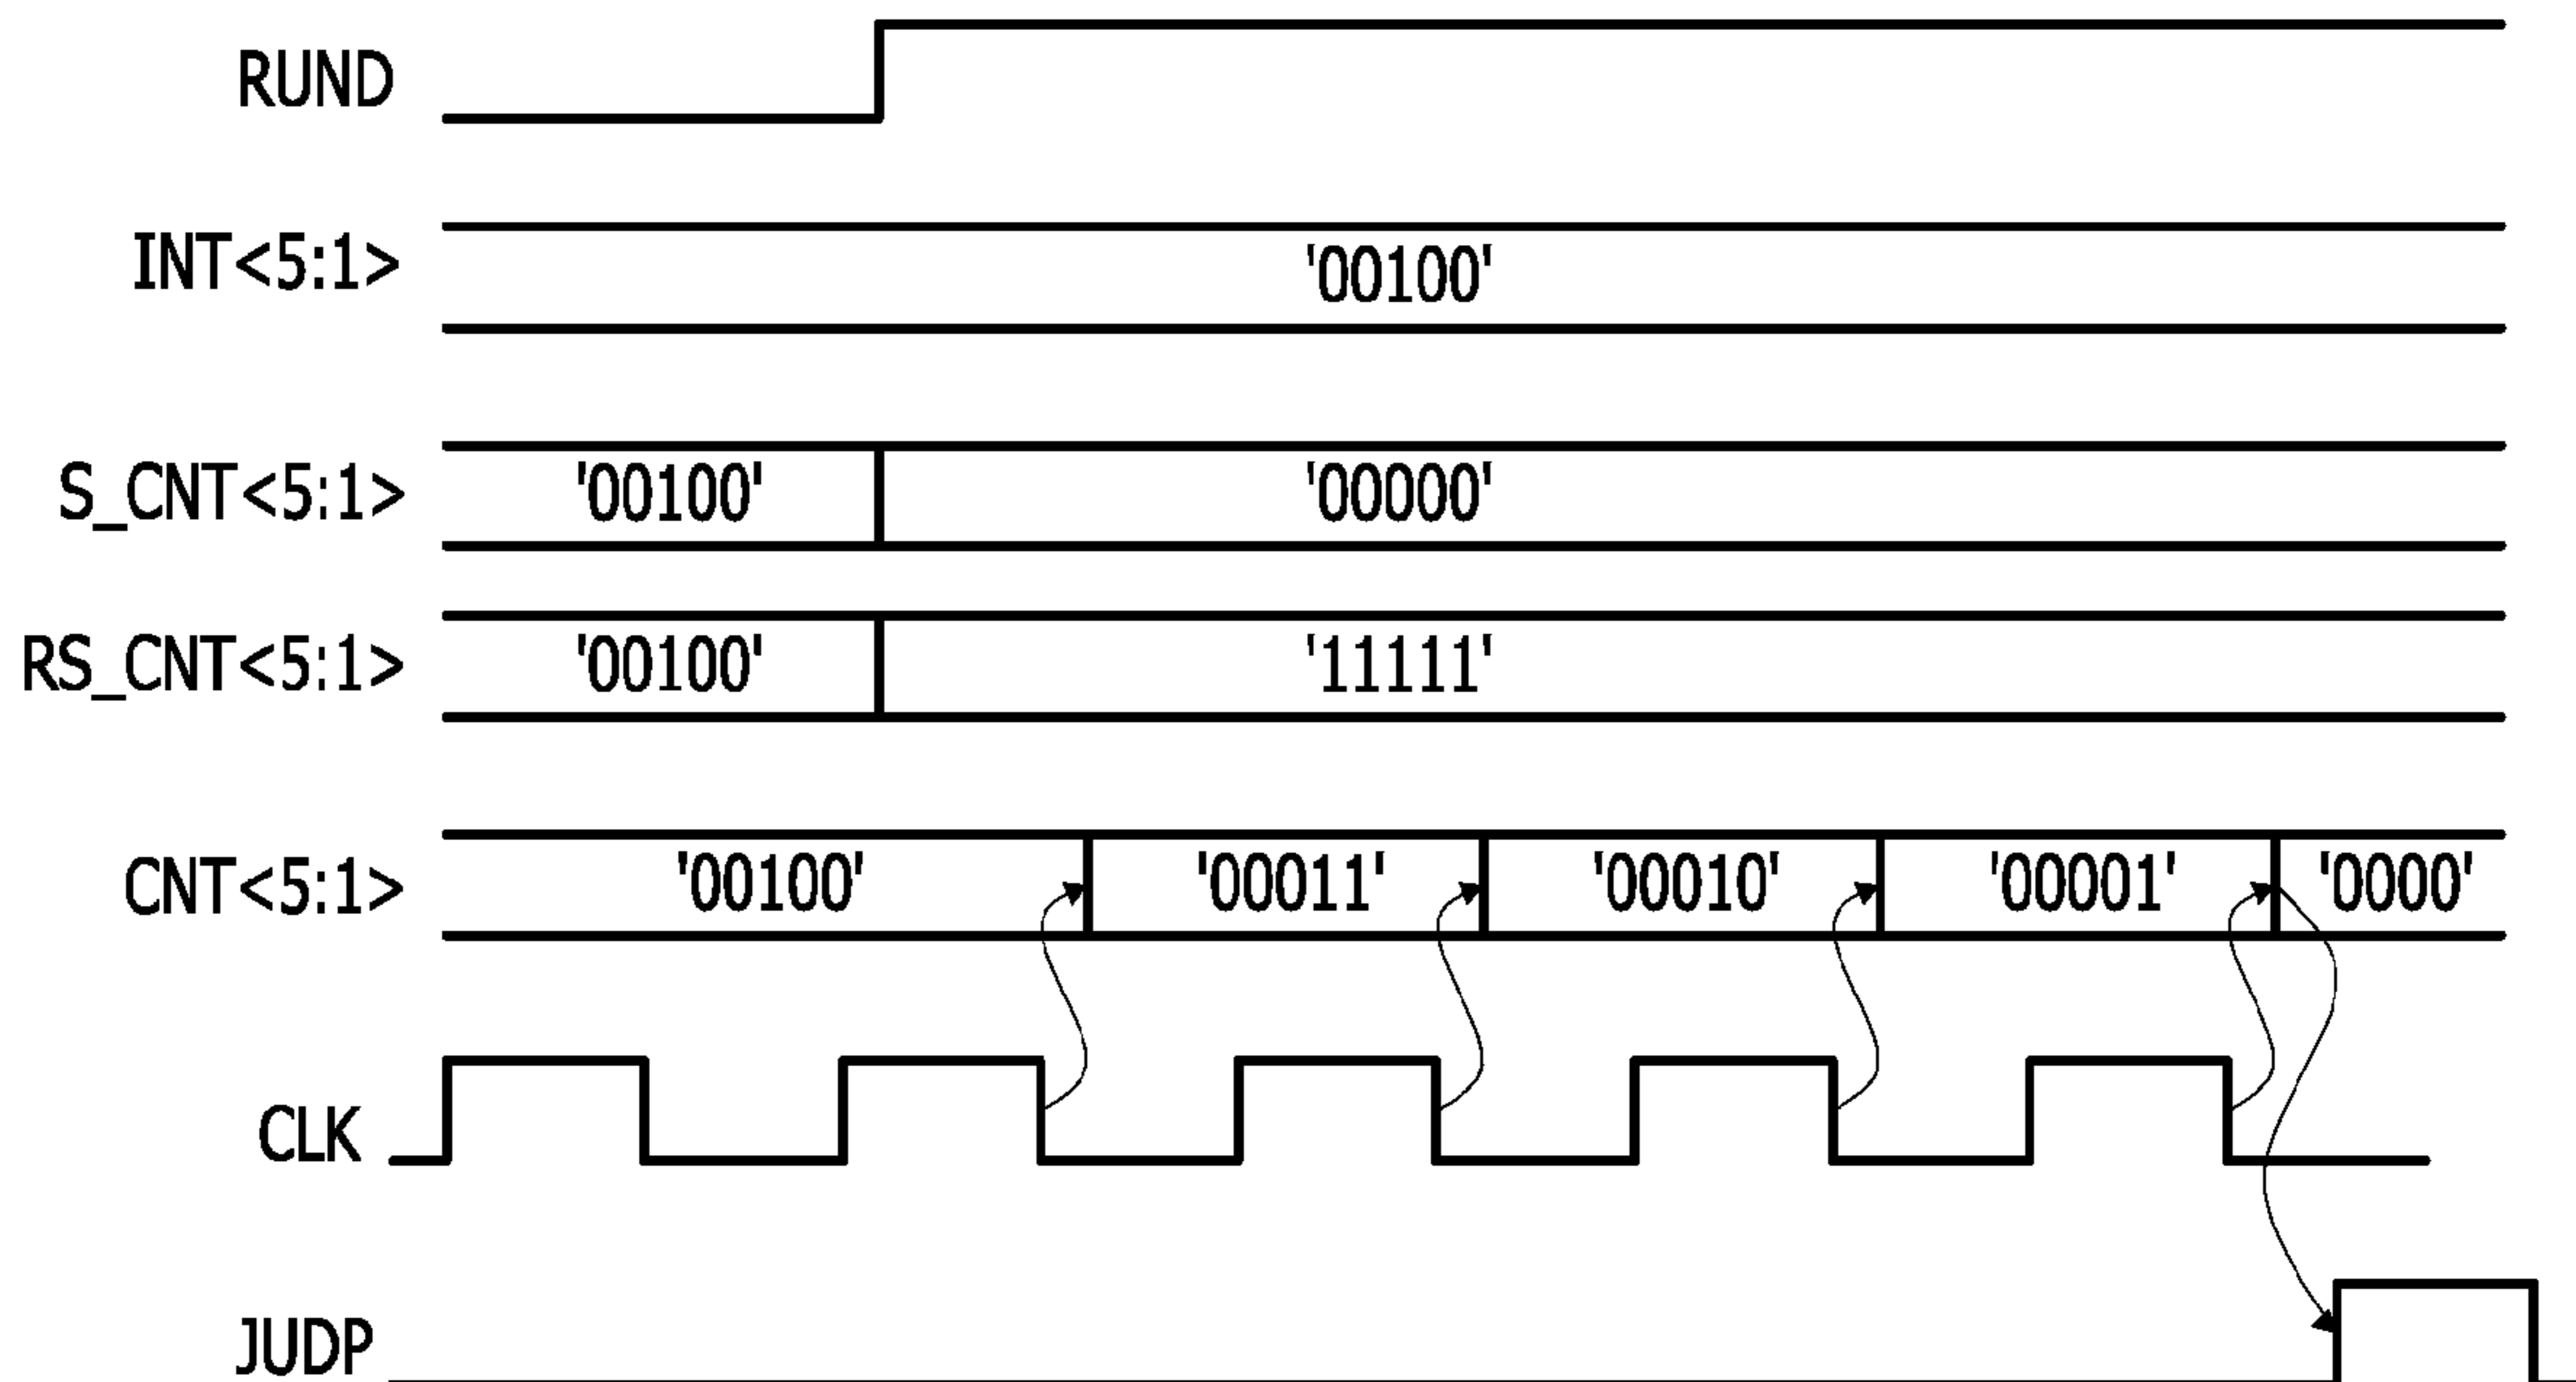 RUND
INT<5:1> '00100'
S_CNT<5:1> '00100' '00000'
RS_CNT<5:1> '00100' '11111'
CNT<5:1> '00100' '00011' '00010' '00001' '0000'
CLK
JUDP